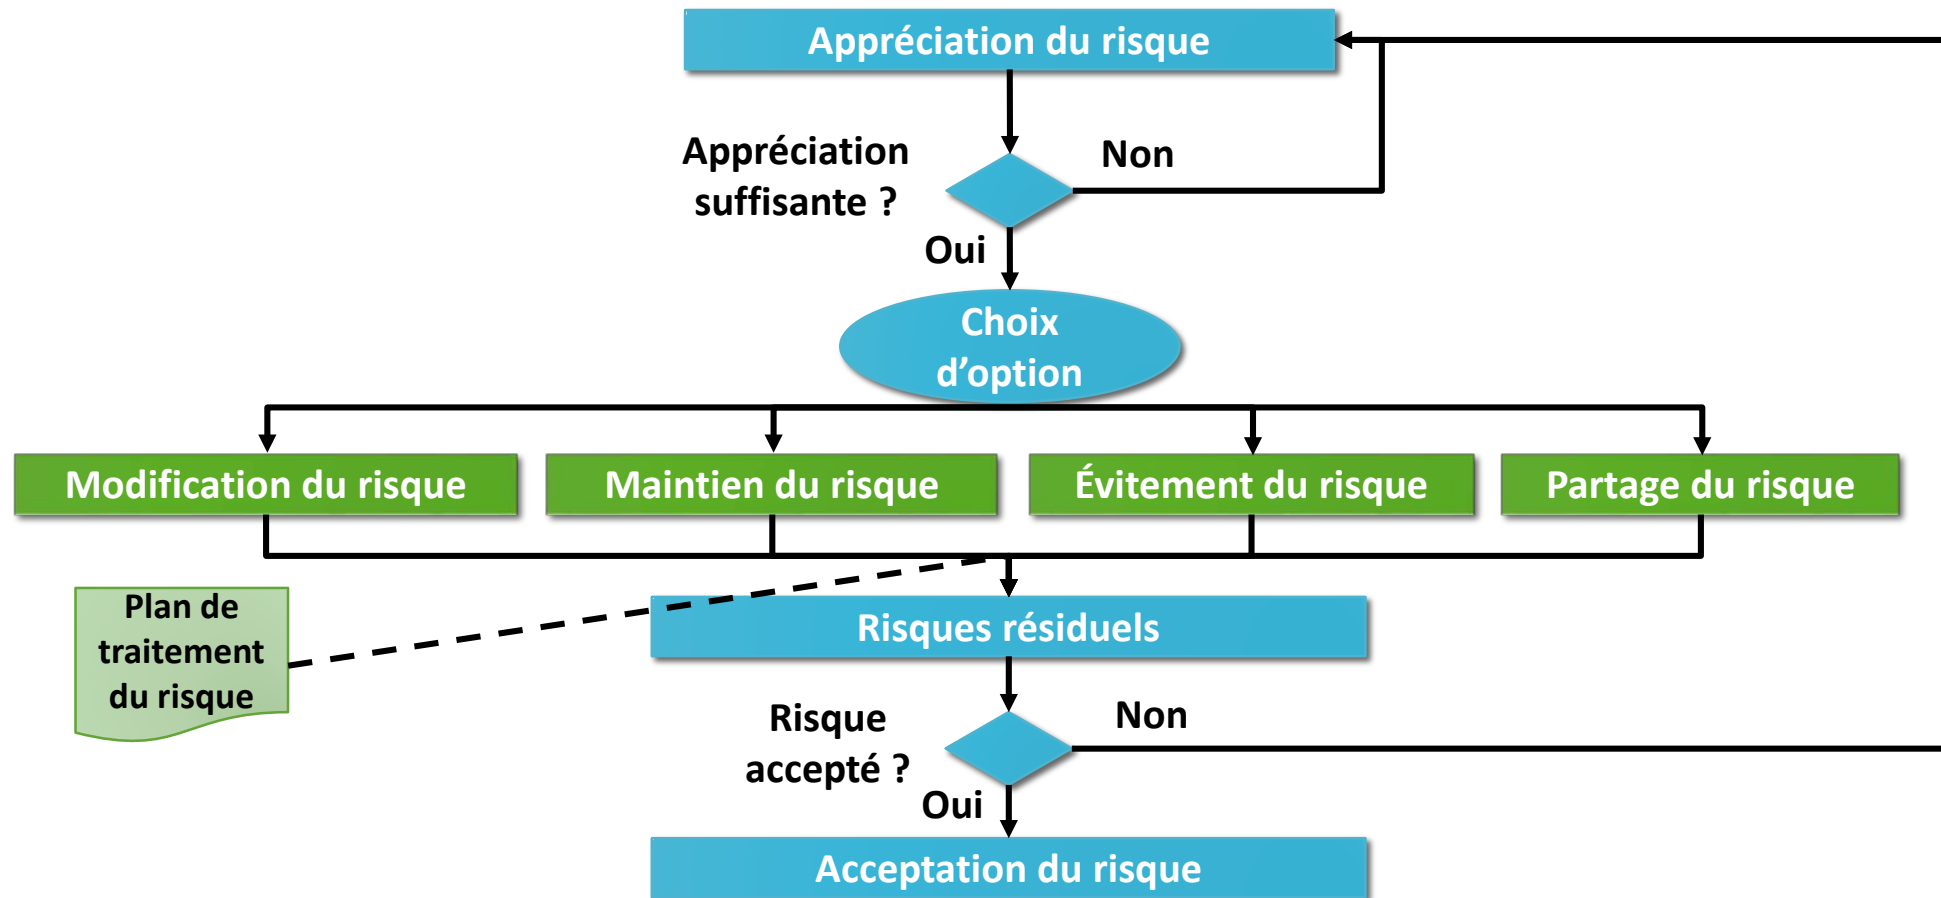 Appréciation du risque
Appréciation
suffisante ?
Non
Oui
Choix
d’option
Modification du risque
Maintien du risque
Évitement du risque
Partage du risque
Plan de
traitement
du risque
Risques résiduels
Risque
accepté ?
Non
Oui
Acceptation du risque